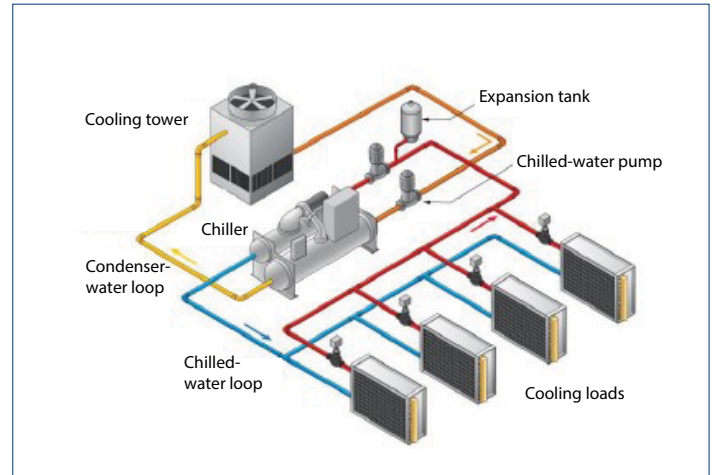 Expansion tank
Cooling tower
Chilled-water pump
Chiller
Condenser-
water loop
Chilled-
water loop
Cooling loads